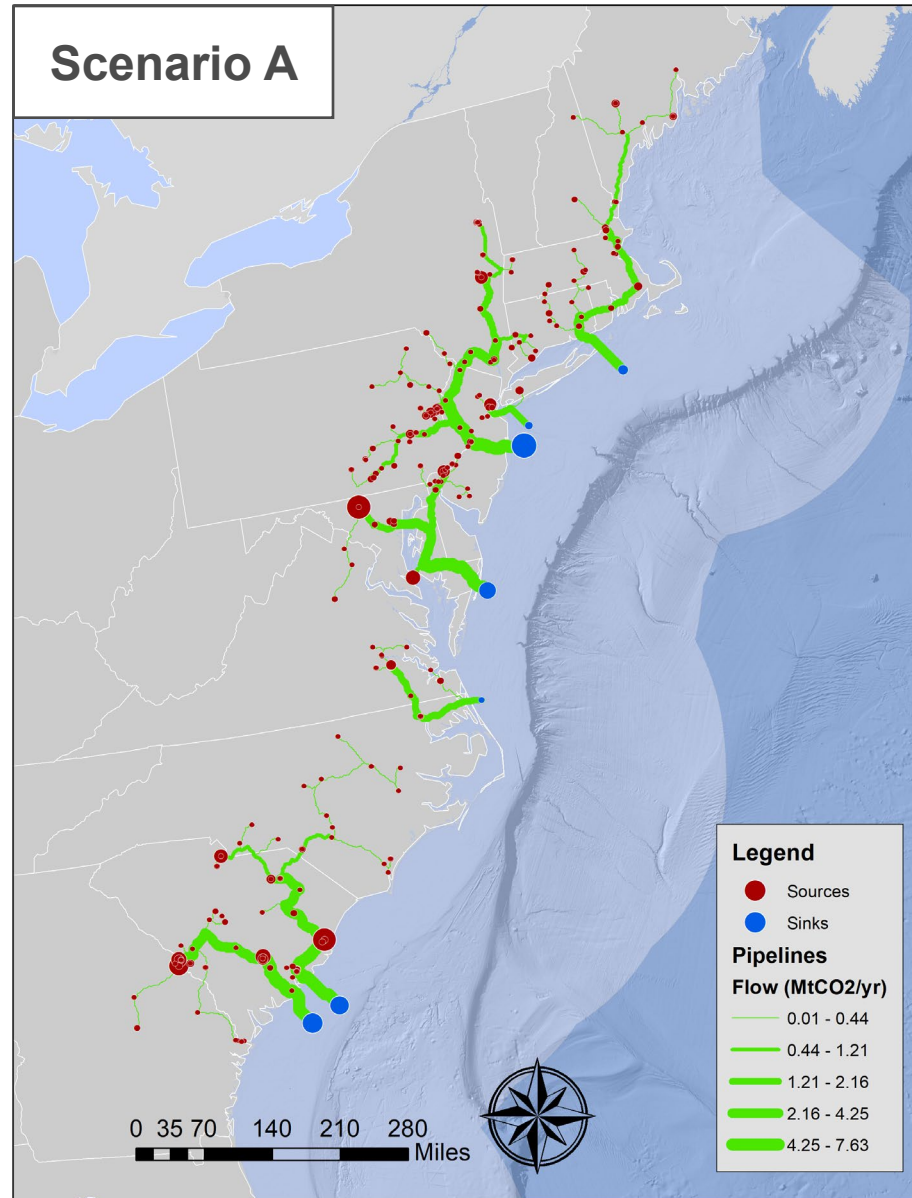 Scenario A
Legend
Sources
Sinks
Pipelines
Flow (MtCO2/yr)
0.01 - 0.44
0.44 - 1.21
1.21 - 2.16
2.16 - 4.25
4.25 - 7.63
0 35 70 140 210 280
Miles